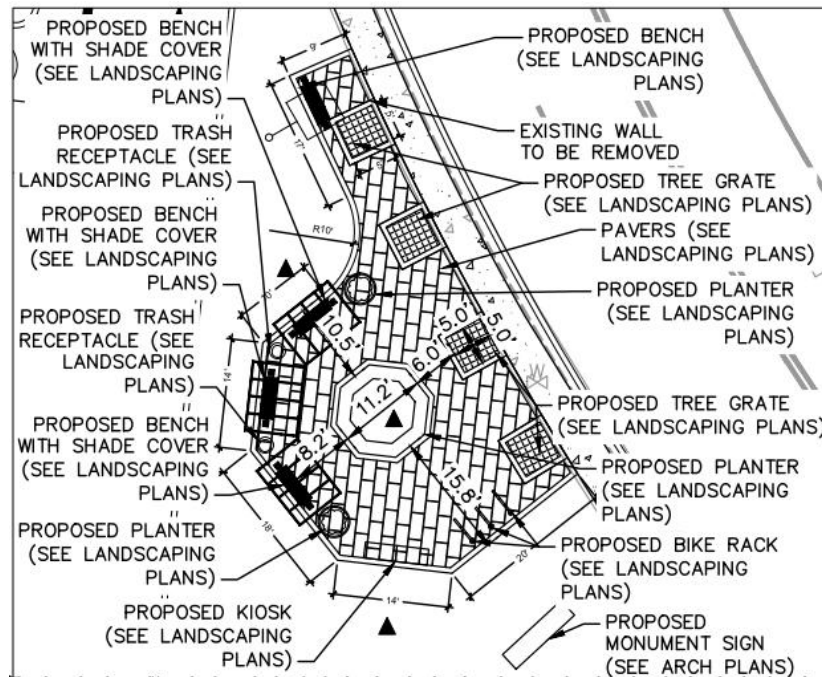 PROPOSED BENCH
WITH SHADE COVER
(SEE LANDSCAPING
PLANS)
PROPOSED TRASH
RECEPTACLE (SEE
LANDSCAPING PLANS)
PROPOSED BENCH
WITH SHADE COVER
(SEE LANDSCAPING
PLANS)
PROPOSED TRASH
RECEPTACLE (SEE
LANDSCAPING
PLANS)
PROPOSED BENCH
WITH SHADE COVER
(SEE LANDSCAPING
PLANS)
PROPOSED PLANTER
(SEE LANDSCAPING
PLANS)
PROPOSED KIOSK
(SEE LANDSCAPING
PLANS)
9'
17'
R10'
10'
14'
18'
14'
20'
10.5'
11.2'
6.0'
5.0'
5.0'
8.2'
15.8'
W
PROPOSED BENCH
(SEE LANDSCAPING
PLANS)
EXISTING WALL
TO BE REMOVED
PROPOSED TREE GRATE
(SEE LANDSCAPING PLANS)
PAVERS (SEE
LANDSCAPING PLANS)
PROPOSED PLANTER
(SEE LANDSCAPING
PLANS)
PROPOSED TREE GRATE
(SEE LANDSCAPING PLANS)
PROPOSED PLANTER
(SEE LANDSCAPING
PLANS)
PROPOSED BIKE RACK
(SEE LANDSCAPING
PLANS)
PROPOSED
MONUMENT SIGN
(SEE ARCH PLANS)